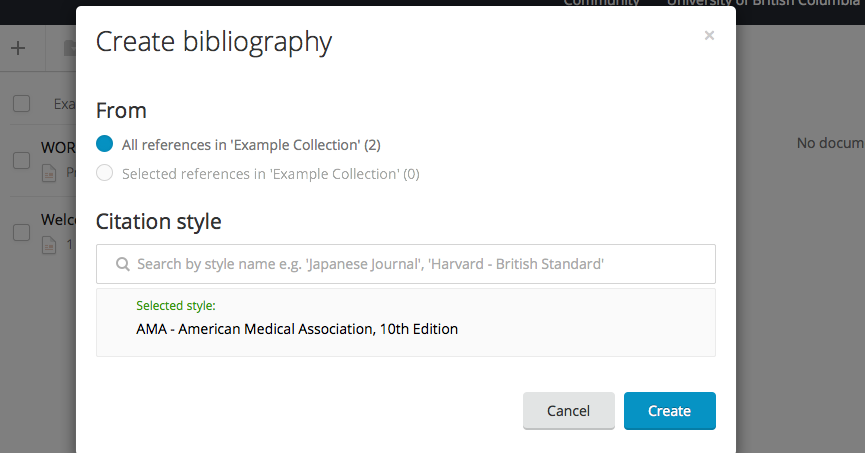 Community University of British Columbia
Create bibliography
×
From
All references in 'Example Collection' (2)
Selected references in 'Example Collection' (0)
Citation style
Search by style name e.g. 'Japanese Journal', 'Harvard - British Standard'
Selected style:
AMA - American Medical Association, 10th Edition
Cancel
Create
Exa
WOR
P
Welc
1
No docum